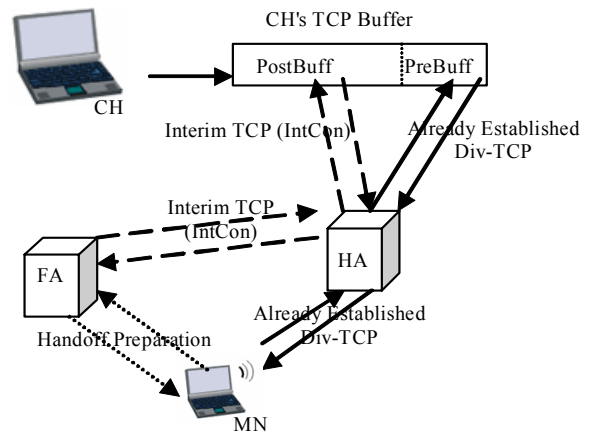 CH's TCP Buffer
PostBuff
PreBuff
CH
Interim TCP (IntCon)
Already Established
Div-TCP
Interim TCP
(IntCon)
FA
HA
Already Established
Div-TCP
Handoff Preparation
MN